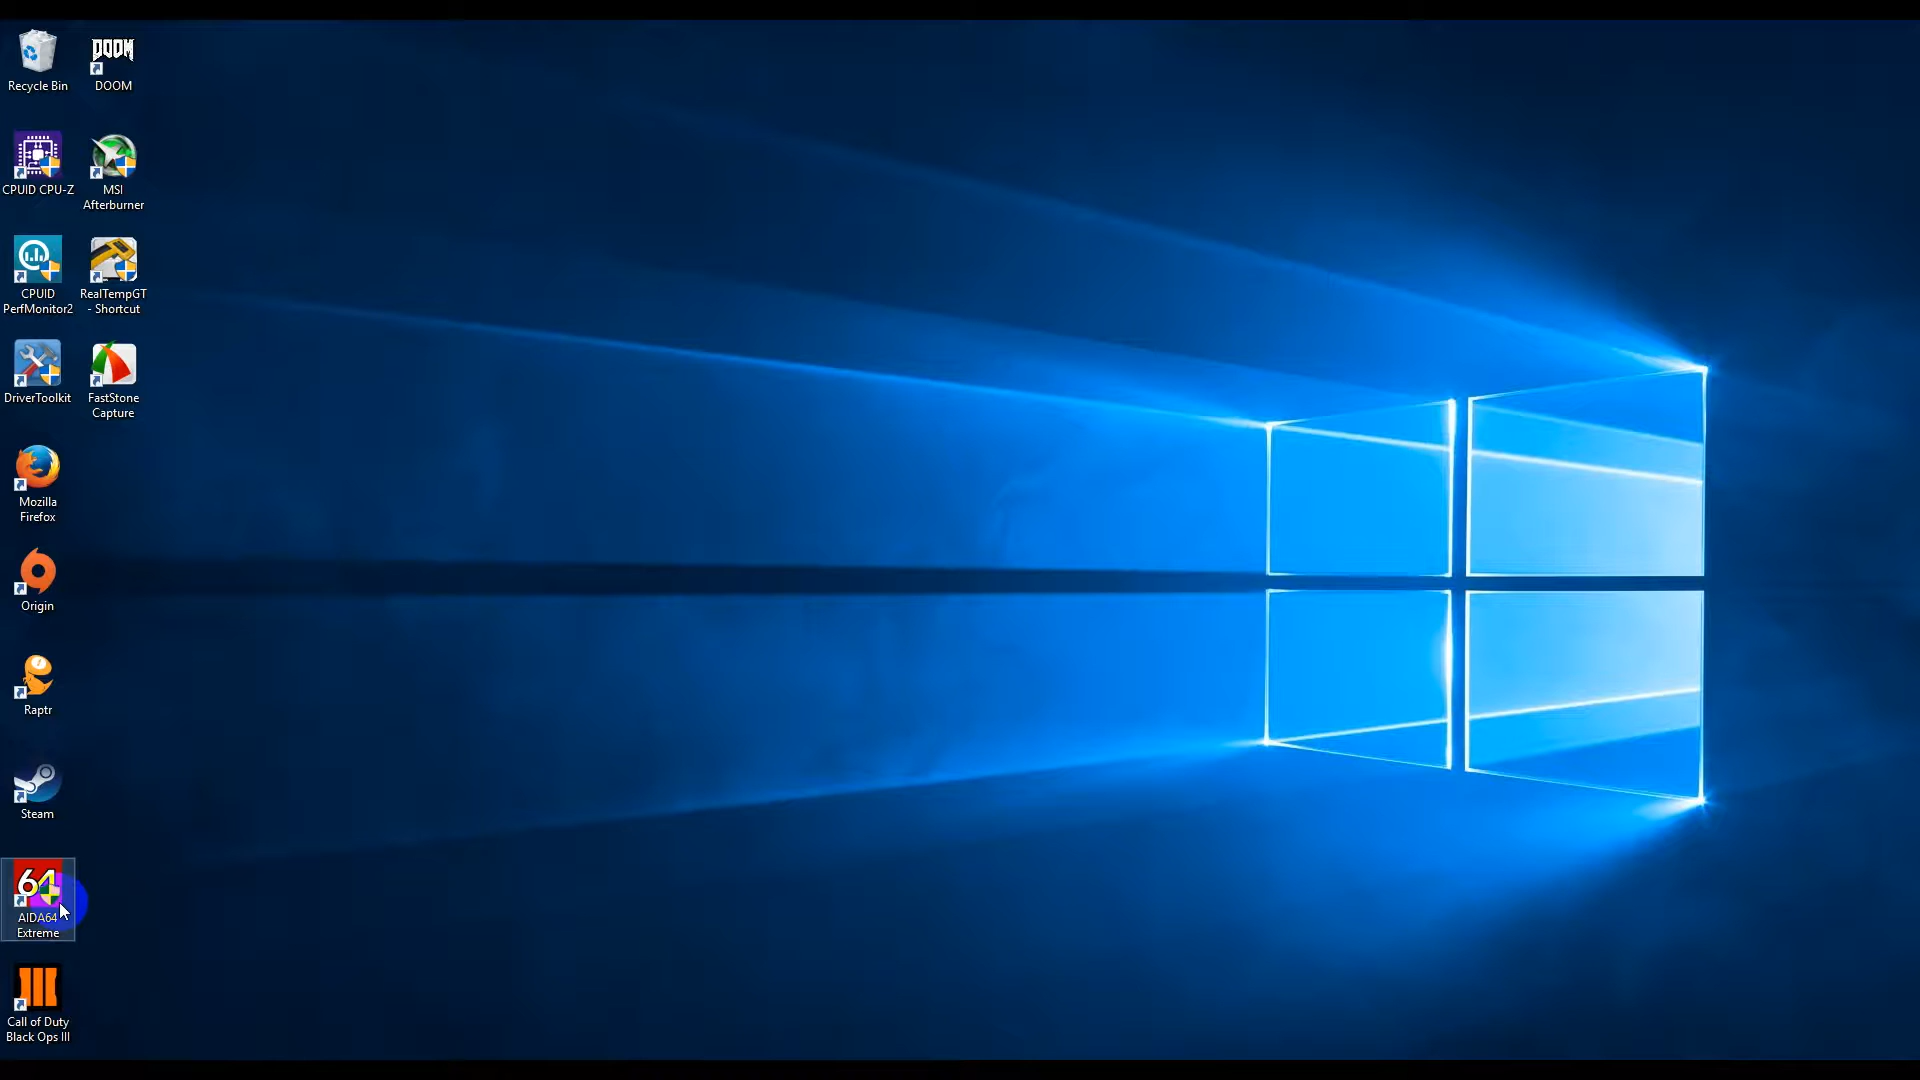 Recycle Bin
DOOM
DOOM
CPUID CPU-Z
MSI
Afterburner
CPUID
PerfMonitor2
RealTempGT
- Shortcut
DriverToolkit
FastStone
Capture
Mozilla
Firefox
Origin
Raptr
Steam
64
AIDA64
Extreme
III
Call of Duty
Black Ops III